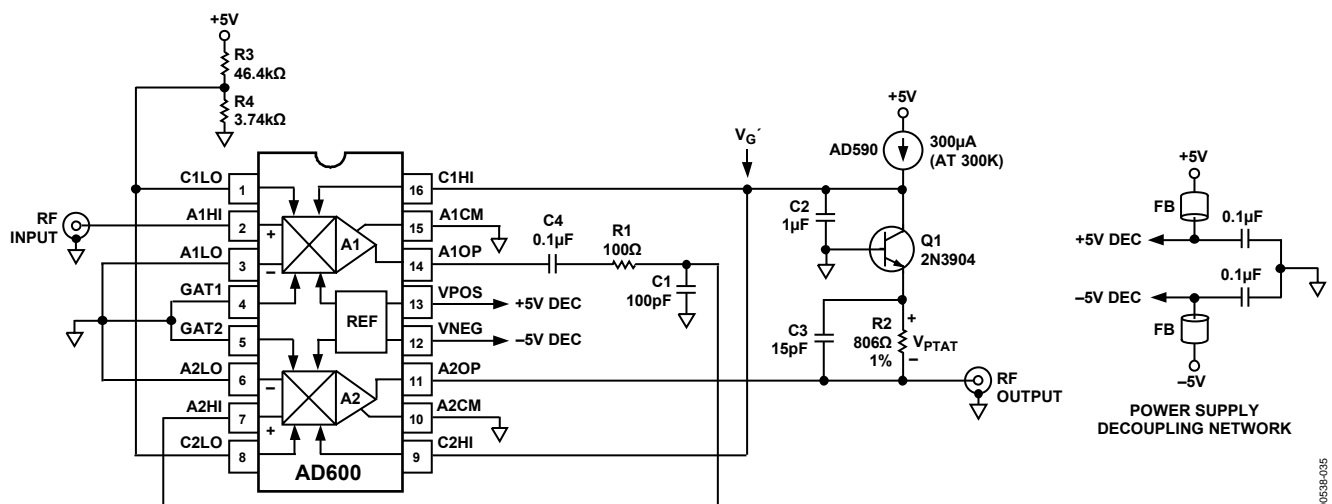 +5V
R3
46.4kΩ
R4
3.74kΩ
C1LO
1
A1HI
2
RF
INPUT
A1LO
3
GAT1
4
GAT2
5
A2LO
6
A2HI
7
C2LO
8
+
–
A1
REF
–
+
A2
AD600
16
C1HI
15
A1CM
14
A1OP
13
VPOS
+5V DEC
12
VNEG
–5V DEC
11
A2OP
10
A2CM
9
C2HI
C4
0.1µF
R1
100Ω
C1
100pF
VG´
+5V
AD590
300µA
(AT 300K)
C2
1µF
Q1
2N3904
C3
15pF
R2
806Ω
1%
+
VPTAT
–
RF
OUTPUT
+5V
FB
0.1µF
+5V DEC
0.1µF
–5V DEC
FB
–5V
POWER SUPPLY
DECOUPLING NETWORK
00538-035